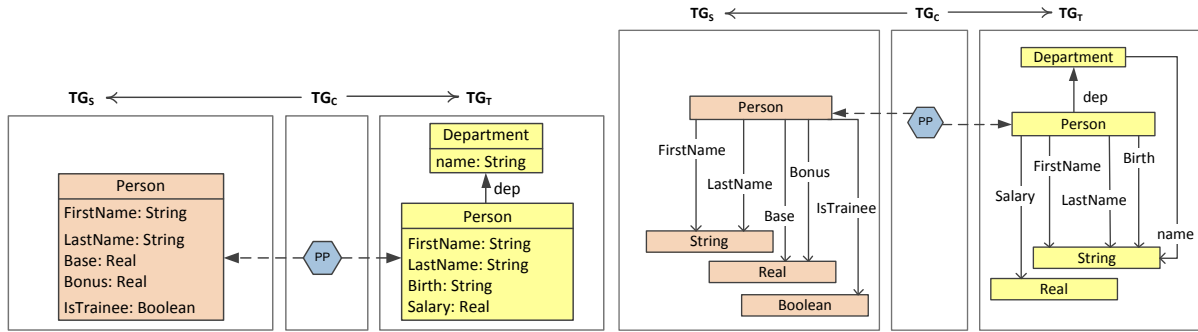 TGS TGC TGT
Person
FirstName: String
LastName: String
Base: Real
Bonus: Real
IsTrainee: Boolean
PP
Department
name: String
dep
Person
FirstName: String
LastName: String
Birth: String
Salary: Real
TGS TGC TGT
Person
FirstName
LastName
Bonus
Base
IsTrainee
String
Real
Boolean
PP
Department
dep
Person
FirstName
Birth
Salary
LastName
name
String
Real